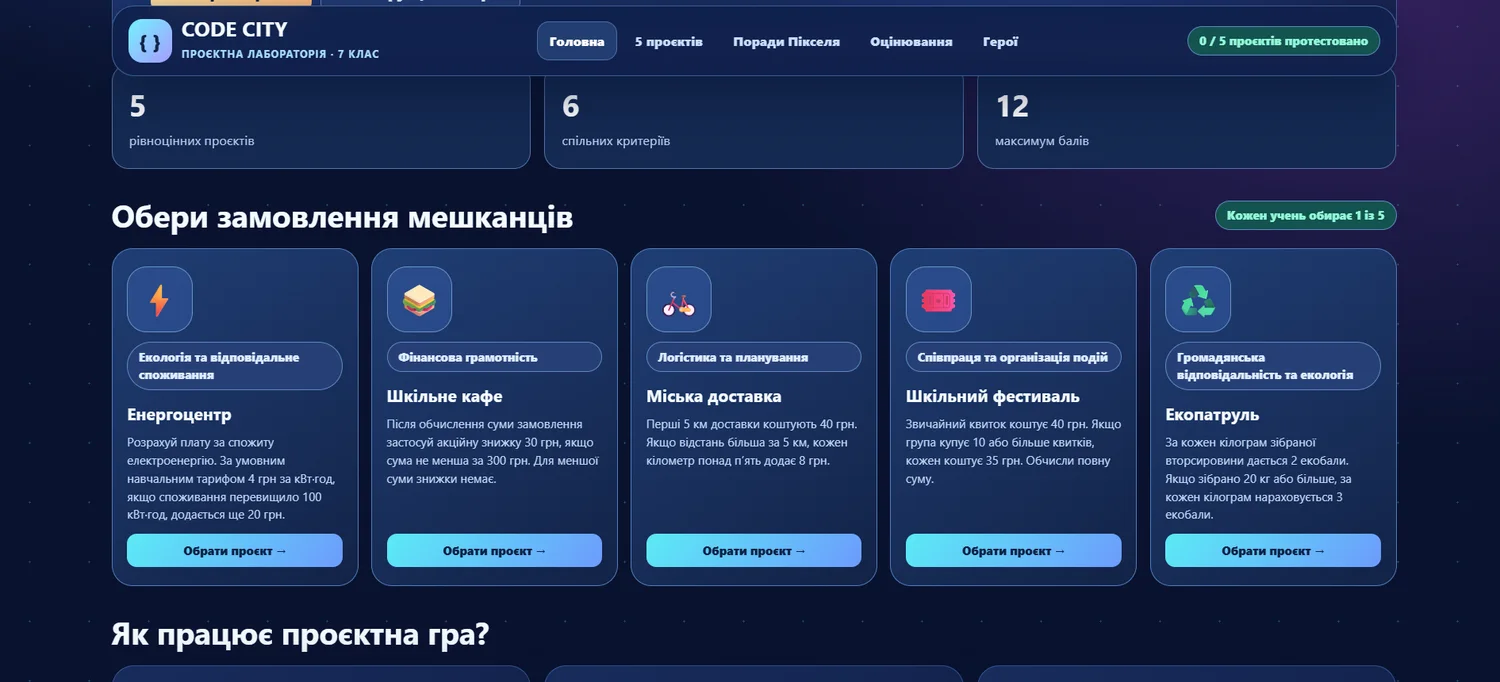 CODE CITY
ПРОЄКТНА ЛАБОРАТОРІЯ · 7 КЛАС
Головна
5 проєктів
Поради Пікселя
Оцінювання
Герої
0 / 5 проєктів протестовано
5
рівноцінних проєктів
6
спільних критеріїв
12
максимум балів
Обери замовлення мешканців
Кожен учень обирає 1 із 5
Екологія та відповідальне
споживання
Енергоцентр
Розрахуй плату за спожиту
електроенергію. За умовним
навчальним тарифом 4 грн за кВт·год,
якщо споживання перевищило 100
кВт·год, додається ще 20 грн.
Обрати проєкт →
Фінансова грамотність
Шкільне кафе
Після обчислення суми замовлення
застосуй акційну знижку 30 грн, якщо
сума не менша за 300 грн. Для меншої
суми знижки немає.
Обрати проєкт →
Логістика та планування
Міська доставка
Перші 5 км доставки коштують 40 грн.
Якщо відстань більша за 5 км, кожен
кілометр понад п’ять додає 8 грн.
Обрати проєкт →
Співпраця та організація подій
Шкільний фестиваль
Звичайний квиток коштує 40 грн. Якщо
група купує 10 або більше квитків,
кожен коштує 35 грн. Обчисли повну
суму.
Обрати проєкт →
Громадянська
відповідальність та екологія
Екопатруль
За кожен кілограм зібраної
вторсировини дається 2 екобали.
Якщо зібрано 20 кг або більше, за
кожен кілограм нараховується 3
екобали.
Обрати проєкт →
Як працює проєктна гра?